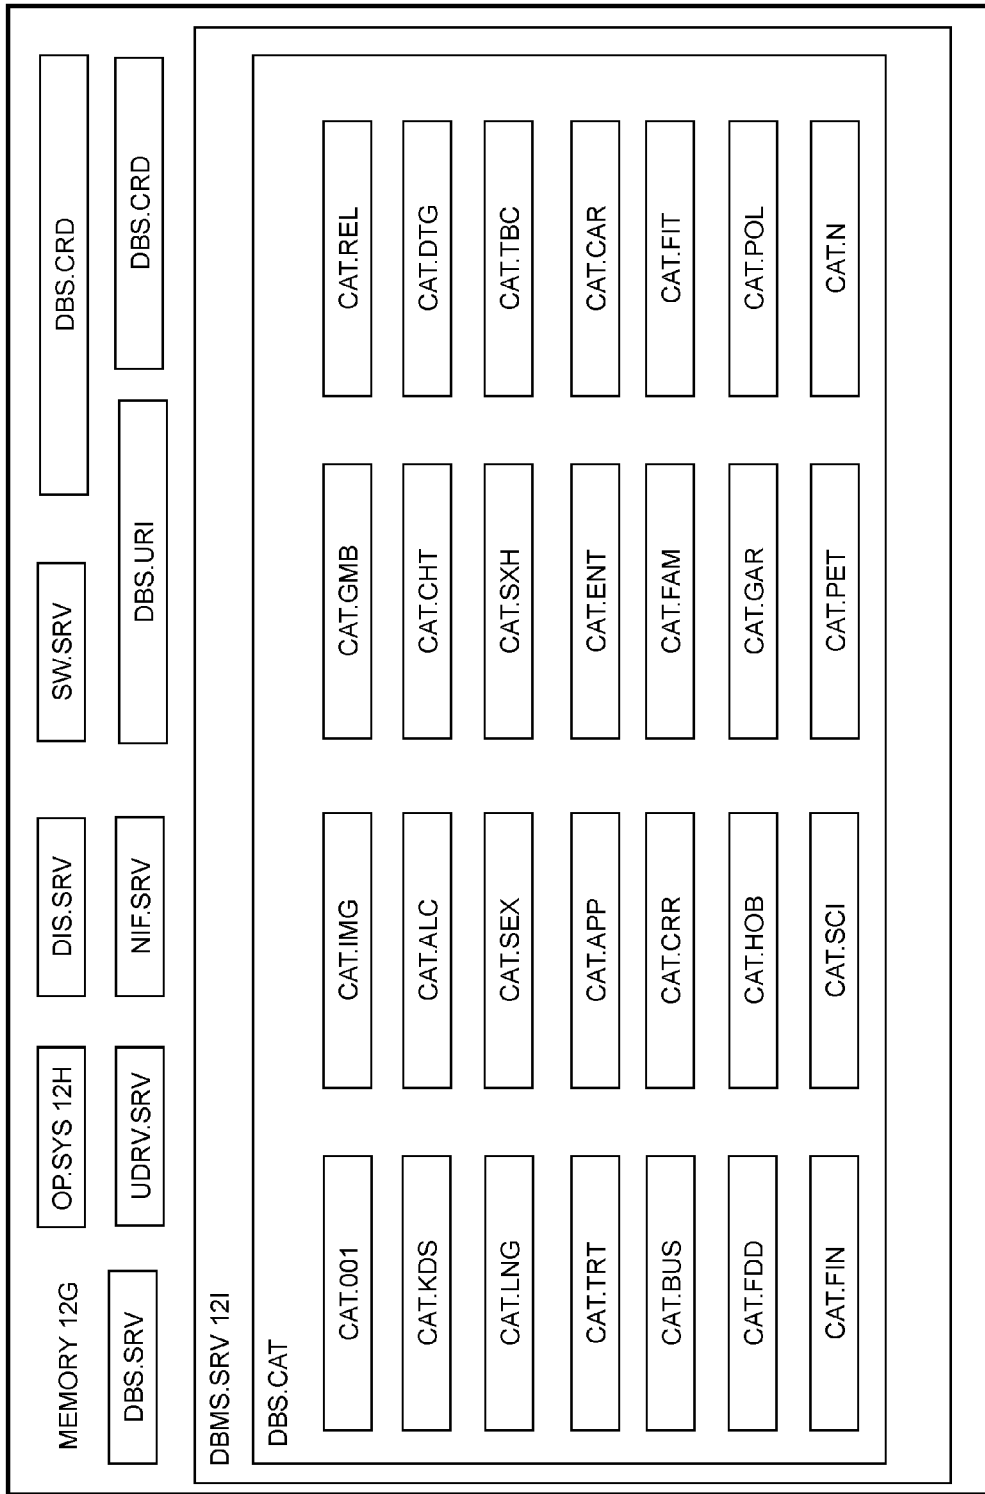 MEMORY 12G
OP.SYS 12H
DIS.SRV
SW.SRV
DBS.CRD
DBS.SRV
UDRV.SRV
NIF.SRV
DBS.URI
DBS.CRD
DBMS.SRV 12I
DBS.CAT
CAT.001
CAT.IMG
CAT.GMB
CAT.REL
CAT.KDS
CAT.ALC
CAT.CHT
CAT.DTG
CAT.LNG
CAT.SEX
CAT.SXH
CAT.TBC
CAT.TRT
CAT.APP
CAT.ENT
CAT.CAR
CAT.BUS
CAT.CRR
CAT.FAM
CAT.FIT
CAT.FDD
CAT.HOB
CAT.GAR
CAT.POL
CAT.FIN
CAT.SCI
CAT.PET
CAT.N